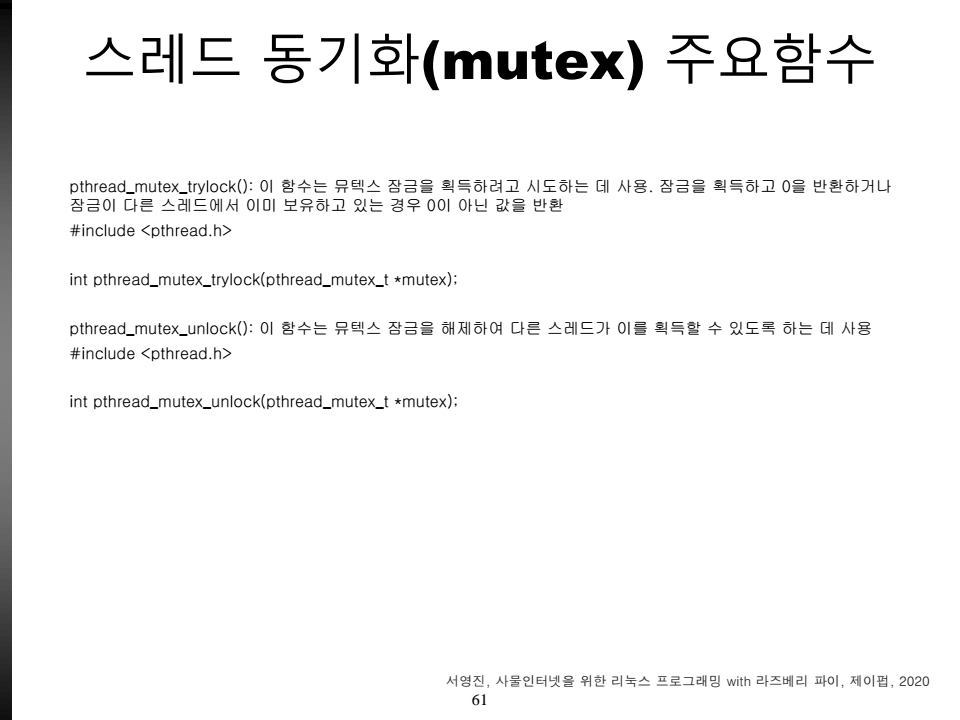 스레드 동기화(mutex) 주요함수
pthread_mutex_trylock(): 이 함수는 뮤텍스 잠금을 획득하려고 시도하는 데 사용. 잠금을 획득하고 0을 반환하거나
잠금이 다른 스레드에서 이미 보유하고 있는 경우 0이 아닌 값을 반환
#include <pthread.h>
int pthread_mutex_trylock(pthread_mutex_t *mutex);
pthread_mutex_unlock(): 이 함수는 뮤텍스 잠금을 해제하여 다른 스레드가 이를 획득할 수 있도록 하는 데 사용
#include <pthread.h>
int pthread_mutex_unlock(pthread_mutex_t *mutex);
서영진, 사물인터넷을 위한 리눅스 프로그래밍 with 라즈베리 파이, 제이펍, 2020
61